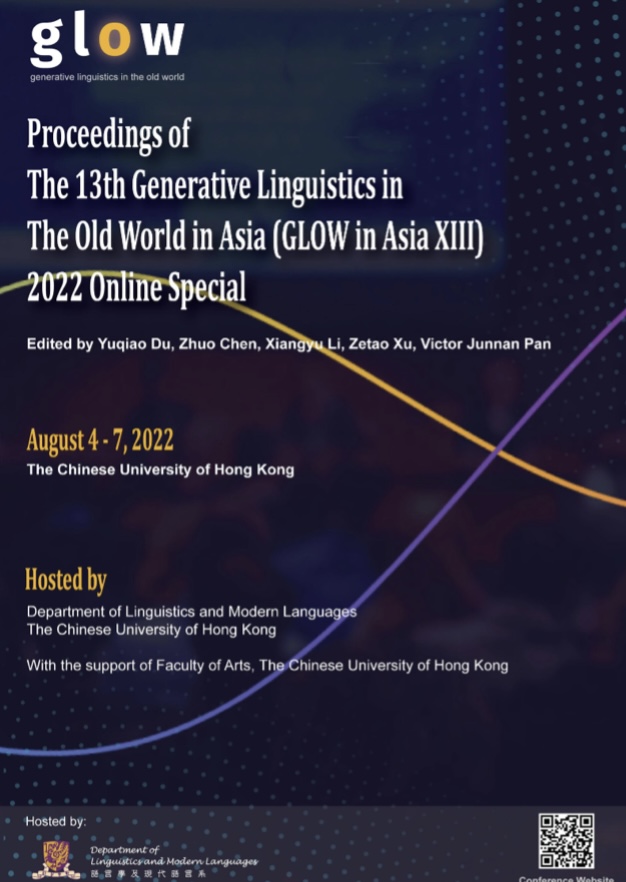 glow
generative linguistics in the old world
Proceedings of
The 13th Generative Linguistics in
The Old World in Asia (GLOW in Asia XIII)
2022 Online Special
Edited by Yuqiao Du, Zhuo Chen, Xiangyu Li, Zetao Xu, Victor Junnan Pan
August 4 - 7, 2022
The Chinese University of Hong Kong
Hosted by
Department of Linguistics and Modern Languages
The Chinese University of Hong Kong
With the support of Faculty of Arts, The Chinese University of Hong Kong
Hosted by:
Department of
Linguistics and Modern Languages
語言學及現代語言系
Conference Website